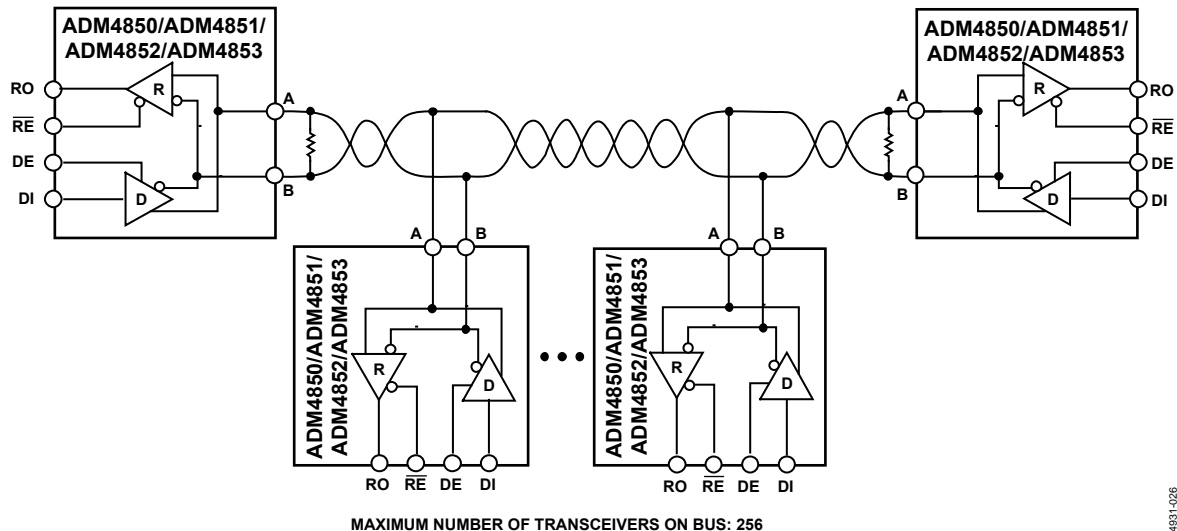 ADM4850/ADM4851/
ADM4852/ADM4853
RO
R
RE
DE
DI
D
A
B
ADM4850/ADM4851/
ADM4852/ADM4853
A
B
R
D
RO
RE
DE
DI
A
B
ADM4850/ADM4851/
ADM4852/ADM4853
R
D
RO
RE
DE
DI
A
B
ADM4850/ADM4851/
ADM4852/ADM4853
R
D
RO
RE
DE
DI
MAXIMUM NUMBER OF TRANSCEIVERS ON BUS: 256
4931-026